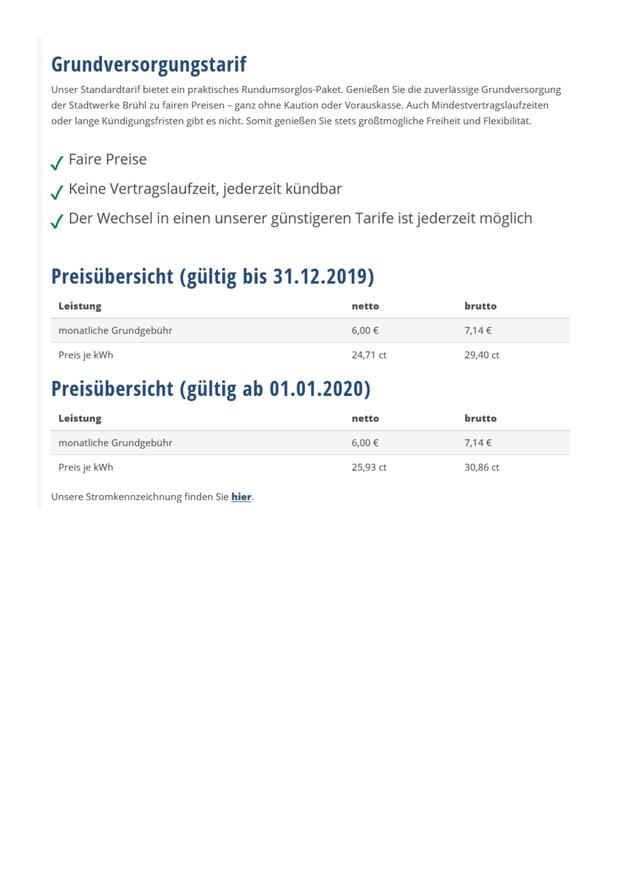 Grundversorgungstarif
Unser Standardtarif bietet ein praktisches Rundumsorglos-Paket. Genießen Sie die zuverlässige Grundversorgung
der Stadtwerke Brühl zu fairen Preisen – ganz ohne Kaution oder Vorauskasse. Auch Mindestvertragslaufzeiten
oder lange Kündigungsfristen gibt es nicht. Somit genießen Sie stets größtmögliche Freiheit und Flexibilität.
Faire Preise
Keine Vertragslaufzeit, jederzeit kündbar
Der Wechsel in einen unserer günstigeren Tarife ist jederzeit möglich
Preisübersicht (gültig bis 31.12.2019)
Leistung netto brutto
monatliche Grundgebühr 6,00 € 7,14 €
Preis je kWh 24,71 ct 29,40 ct
Preisübersicht (gültig ab 01.01.2020)
Leistung netto brutto
monatliche Grundgebühr 6,00 € 7,14 €
Preis je kWh 25,93 ct 30,86 ct
Unsere Stromkennzeichnung finden Sie hier.